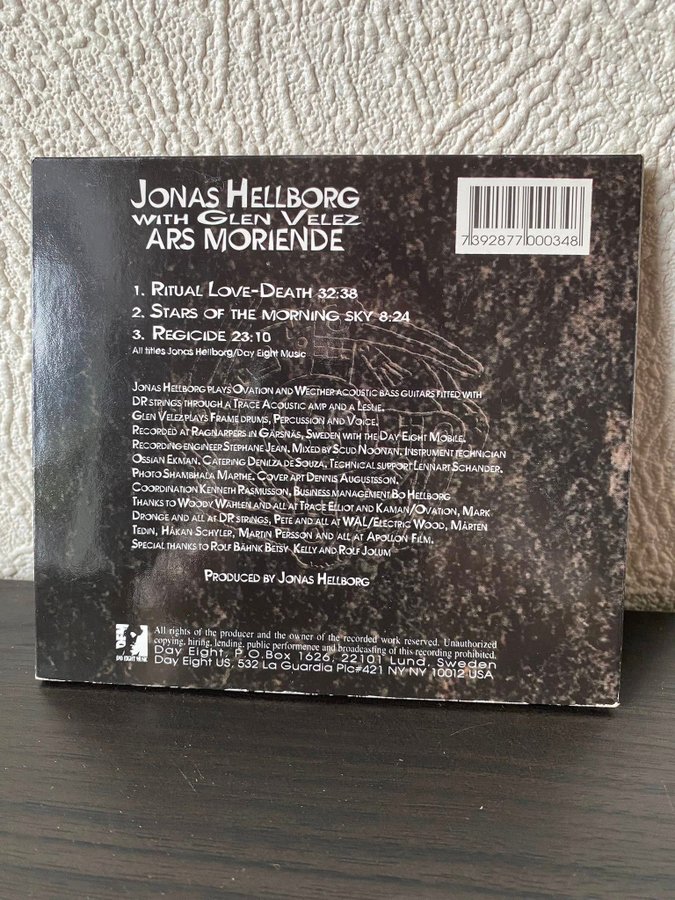 JONAS HELLBORG
WITH GLEN VELEZ
ARS MORIENDE
7392877000348
1. RITUAL LOVE-DEATH 32:38
2. STARS OF THE MORNING SKY 8:24
3. REGICIDE 23:10
All titles Jonas Hellborg/Day Eight Music
JONAS HELLBORG PLAYS OVATION AND WECTHER ACOUSTIC BASS GUITARS FITTED WITH
DR STRINGS THROUGH A TRACE ACOUSTIC AMP AND A LESLIE.
GLEN VELEZ PLAYS FRAME DRUMS, PERCUSSION AND VOICE.
RECORDED AT RAGNARPERS IN GÄRSNÄS, SWEDEN WITH THE DAY EIGHT MOBILE.
RECORDING ENGINEER STEPHANE JEAN. MIXED BY SCUD NOONAN. INSTRUMENT TECHNICIAN
OSSIAN EKMAN. CATERING DENILZA DE SOUZA. TECHNICAL SUPPORT LENNART SCHANDER.
PHOTO SHAMBHALA MARTHE. COVER ART DENNIS AUGUSTSSON.
COORDINATION KENNETH RASMUSSON, BUSINESS MANAGEMENT BO HELLBORG
THANKS TO WOODY WAHLEN AND ALL AT TRACE ELLIOT AND KAMAN/OVATION, MARK
DRONGE AND ALL AT DR STRINGS, PETE AND ALL AT WAL/ELECTRIC WOOD, MÅRTEN
TEDIN, HÅKAN SCHYLER, MARTIN PERSSON AND ALL AT APOLLON FILM.
SPECIAL THANKS TO ROLF BÄHNK BETSY KELLY AND ROLF JOLUM
PRODUCED BY JONAS HELLBORG
DAY EIGHT MUSIC
All rights of the producer and the owner of the recorded work reserved. Unauthorized
copying, hiring, lending, public performance and broadcasting of this recording prohibited.
Day Eight, P.O.Box 1626, 22101 Lund, Sweden
Day Eight US, 532 La Guardia Plc#421 NY NY 10012 USA